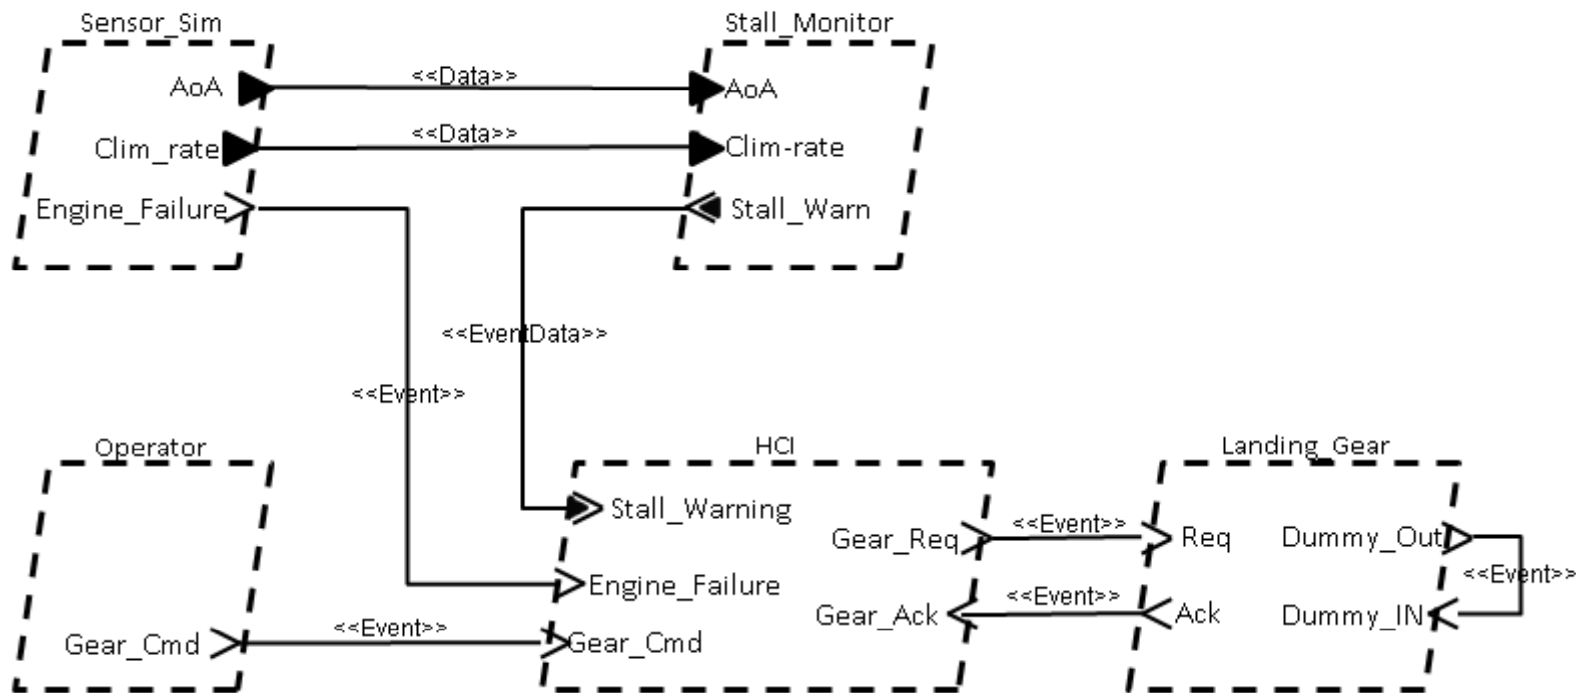 Sensor_Sim
Stall_Monitor
AoA
<<Data>>
AoA
Clim_rate
<<Data>>
Clim-rate
Engine_Failure
Stall_Warn
<<EventData>>
<<Event>>
Operator
HCI
Landing_Gear
Stall_Warning
Gear_Req
<<Event>>
Req
Dummy_Out
<<Event>>
Engine_Failure
Gear_Ack
<<Event>>
Ack
Dummy_IN
Gear_Cmd
<<Event>>
Gear_Cmd